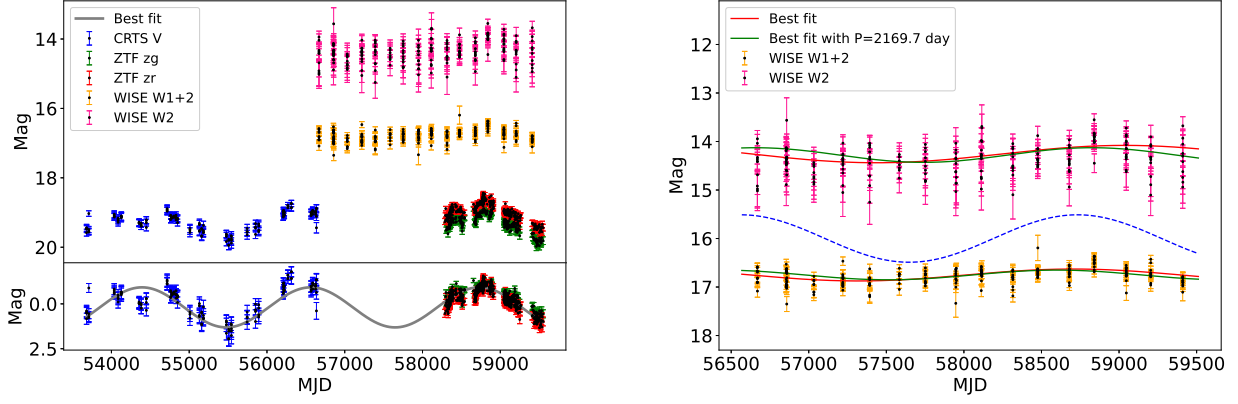 Best fit
CRTS V
ZTF zg
ZTF zr
WISE W1+2
WISE W2
14
16
18
20
Mag
0.0
2.5
Mag
54000 55000 56000 57000 58000 59000
MJD
Best fit
Best fit with P=2169.7 day
WISE W1+2
WISE W2
12
13
14
15
16
17
18
Mag
56500 57000 57500 58000 58500 59000 59500
MJD